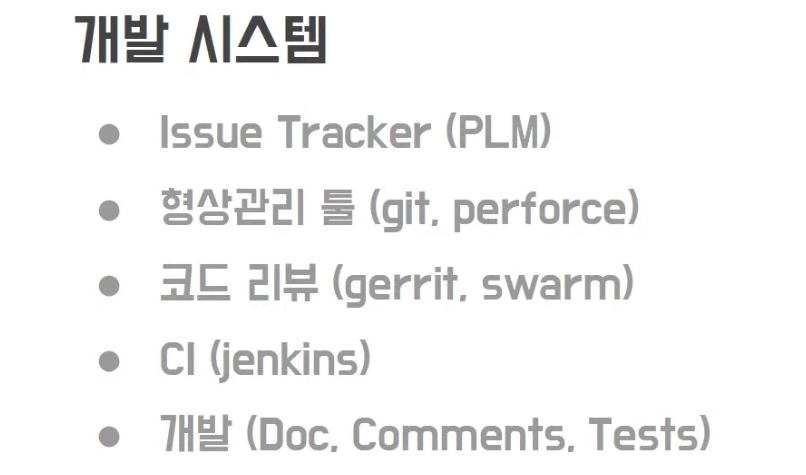 개발 시스템
● Issue Tracker (PLM)
● 형상관리 툴 (git, perforce)
● 코드 리뷰 (gerrit, swarm)
● CI (jenkins)
● 개발 (Doc, Comments, Tests)